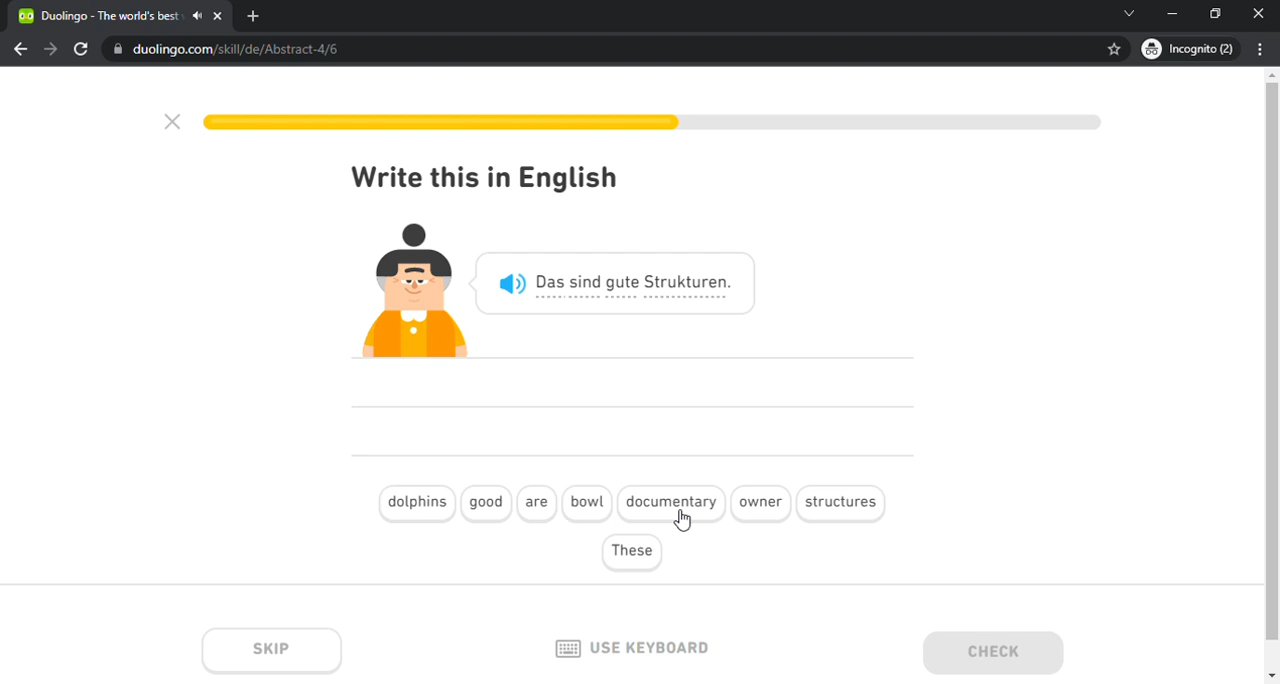 Duolingo - The world's best
duolingo.com/skill/de/Abstract-4/6
Incognito (2)
Write this in English
Das sind gute Strukturen.
dolphins good are bowl documentary owner structures
These
SKIP USE KEYBOARD CHECK